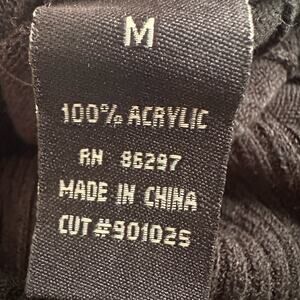 M
100% ACRYLIC
RN 86297
MADE IN CHINA
CUT #901025